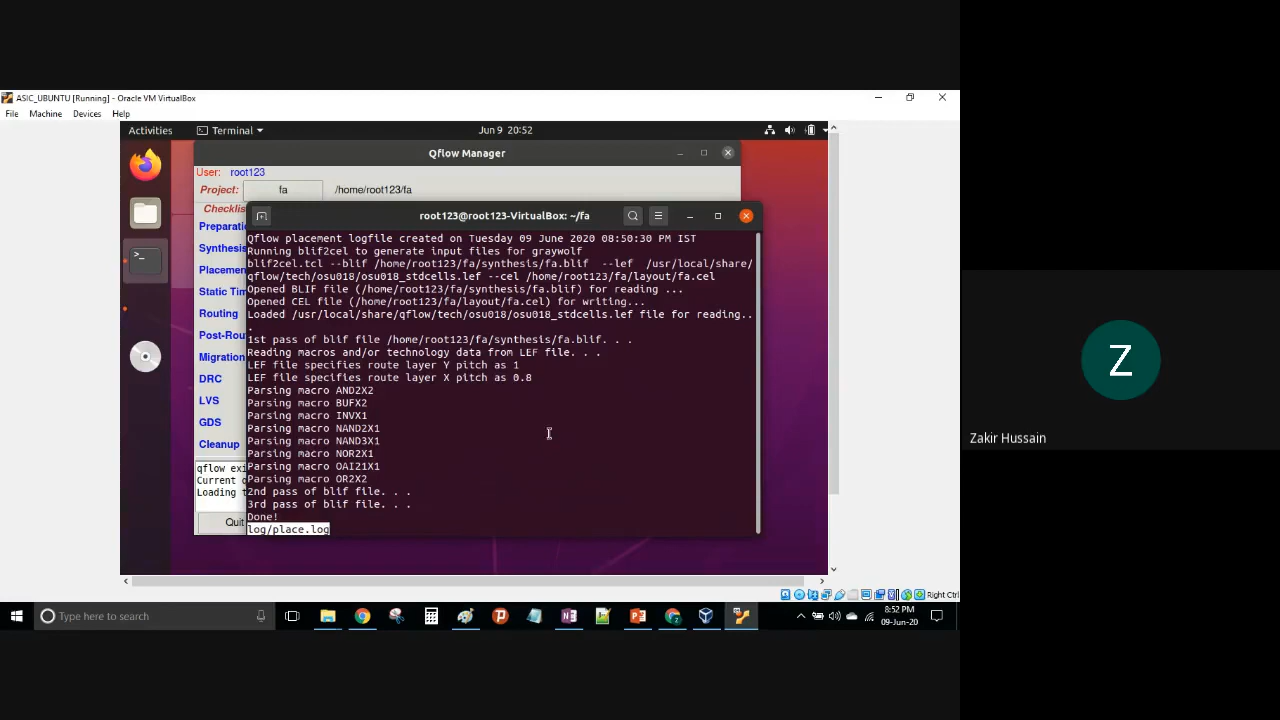 ASIC_UBUNTU [Running] - Oracle VM VirtualBox
File Machine Devices Help
Activities Terminal Jun 9 20:52
Qflow Manager
User: root123
Project: fa /home/root123/fa
Checklis
Preparati
Synthesis
Placemen
Static Tim
Routing
Post-Rou
Migration
DRC
LVS
GDS
Cleanup
qflow exi
Current
Loading
Quit
root123@root123-VirtualBox: ~/fa
Qflow placement logfile created on Tuesday 09 June 2020 08:50:30 PM IST
Running blif2cel to generate input files for graywolf
blif2cel.tcl --blif /home/root123/fa/synthesis/fa.blif --lef /usr/local/share/
qflow/tech/osu018/osu018_stdcells.lef --cel /home/root123/fa/layout/fa.cel
Opened BLIF file (/home/root123/fa/synthesis/fa.blif) for reading ...
Opened CEL file (/home/root123/fa/layout/fa.cel) for writing...
Loaded /usr/local/share/qflow/tech/osu018/osu018_stdcells.lef file for reading..
.
1st pass of blif file /home/root123/fa/synthesis/fa.blif. . .
Reading macros and/or technology data from LEF file. . .
LEF file specifies route layer Y pitch as 1
LEF file specifies route layer X pitch as 0.8
Parsing macro AND2X2
Parsing macro BUFX2
Parsing macro INVX1
Parsing macro NAND2X1
Parsing macro NAND3X1
Parsing macro NOR2X1
Parsing macro OAI21X1
Parsing macro OR2X2
2nd pass of blif file. . .
3rd pass of blif file. . .
Done!
log/place.log
Right Ctrl
Type here to search
8:52 PM
09-Jun-20
Z
Zakir Hussain